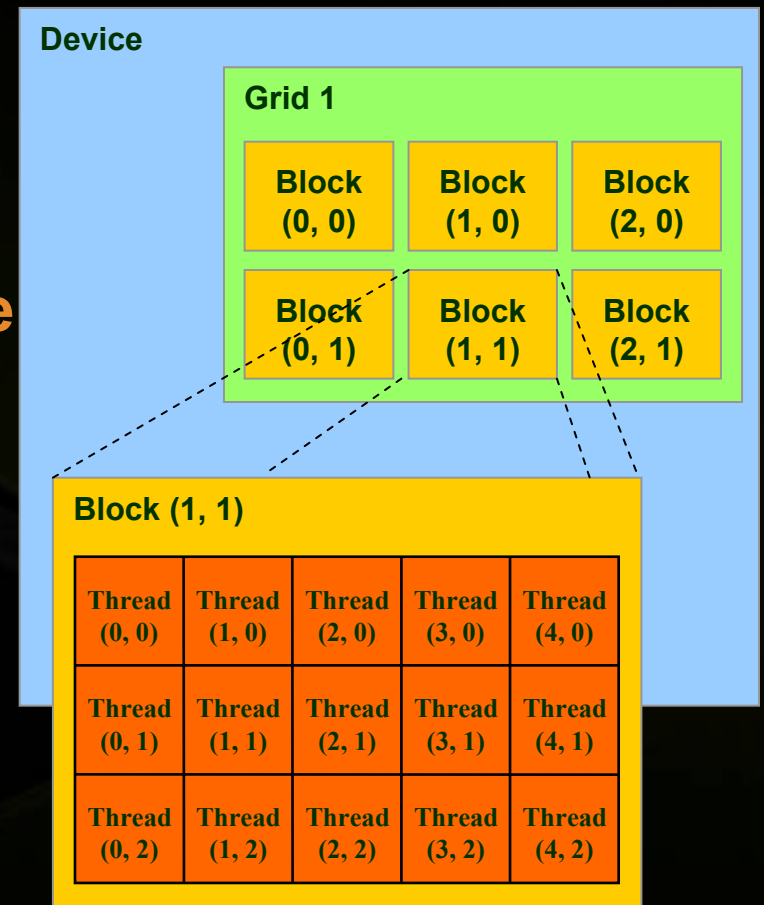 Device
Grid 1
Block Block Block
(0, 0) (1, 0) (2, 0)
e
Block Block Block
(0, 1) (1, 1) (2, 1)
Block (1, 1)
Thread Thread Thread Thread Thread
(0, 0) (1, 0) (2, 0) (3, 0) (4, 0)
Thread Thread Thread Thread Thread
(0, 1) (1, 1) (2, 1) (3, 1) (4, 1)
Thread Thread Thread Thread Thread
(0, 2) (1, 2) (2, 2) (3, 2) (4, 2)